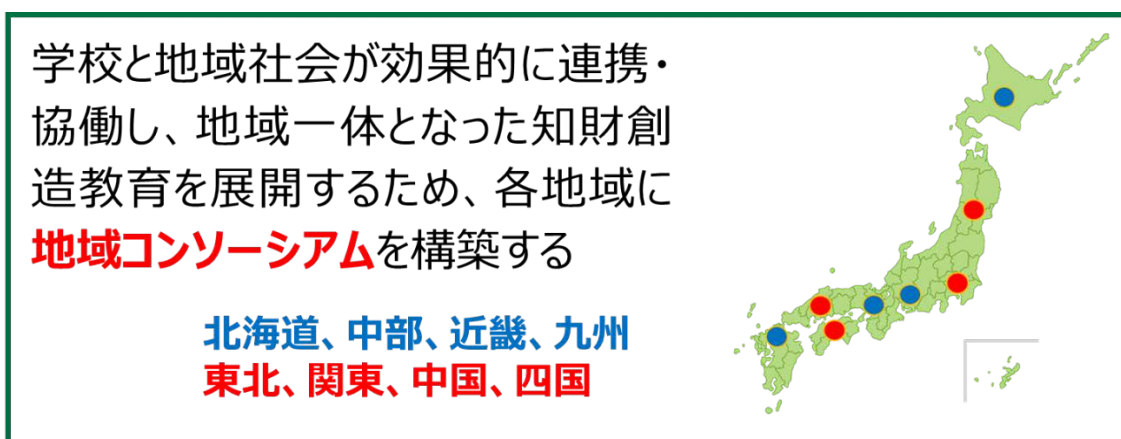 学校と地域社会が効果的に連携・
協働し、地域一体となった知財創
造教育を展開するため、各地域に
地域コンソーシアムを構築する
北海道、中部、近畿、九州
東北、関東、中国、四国